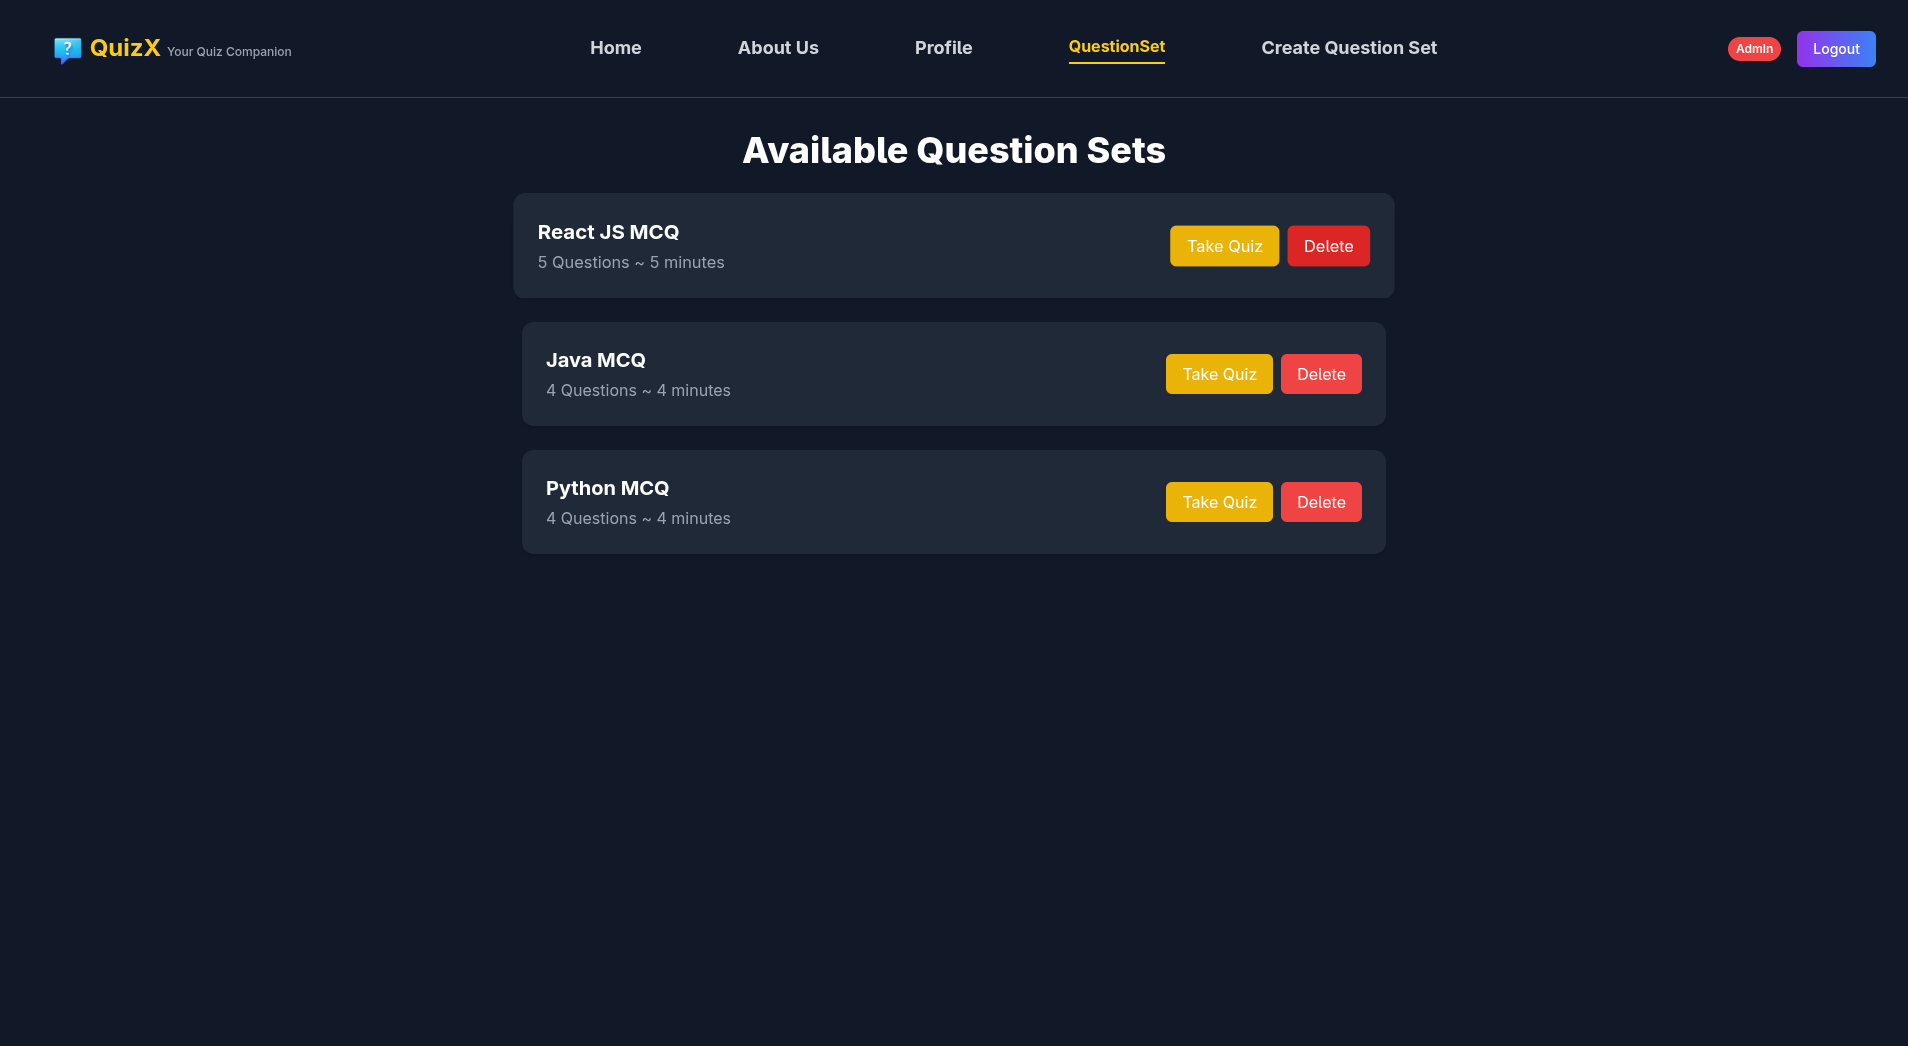 ? QuizX Your Quiz Companion
Home About Us Profile QuestionSet Create Question Set
Admin Logout
Available Question Sets
React JS MCQ
5 Questions ~ 5 minutes
Take Quiz Delete
Java MCQ
4 Questions ~ 4 minutes
Take Quiz Delete
Python MCQ
4 Questions ~ 4 minutes
Take Quiz Delete